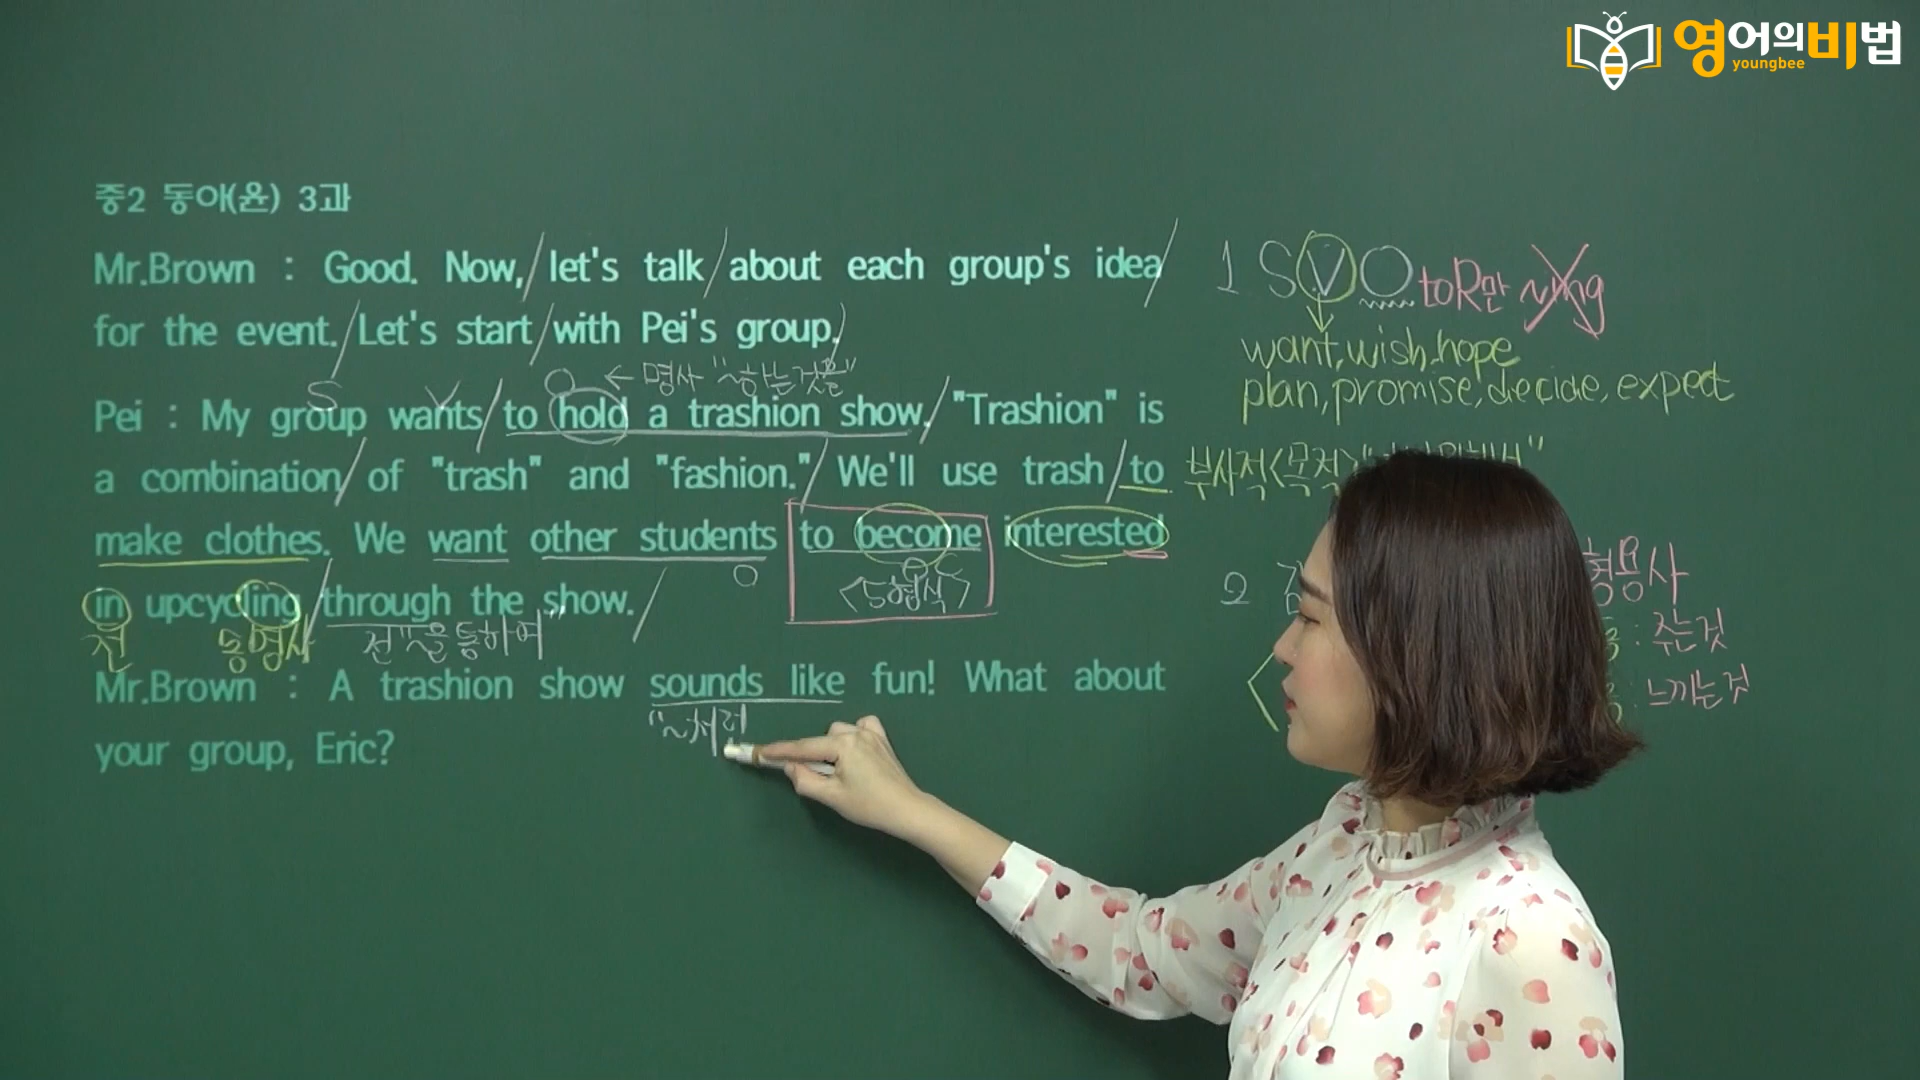 영어의비법
youngbee
중2 동아(윤) 3과
Mr.Brown : Good. Now, let's talk about each group's idea
for the event. Let's start with Pei's group.
S V O ← 명사 "~하는것을"
Pei : My group wants to hold a trashion show. "Trashion" is
a combination of "trash" and "fashion." We'll use trash to
make clothes. We want other students to become interested
O <5형식>
in upcycling through the show.
전 동명사 전"~을 통하여"
Mr.Brown : A trashion show sounds like fun! What about
"~처럼
your group, Eric?
1 S V O toR만 ~ing
want, wish, hope
plan, promise, decide, expect
부사적<목적>
2 형용사
: 주는것
: 느끼는것